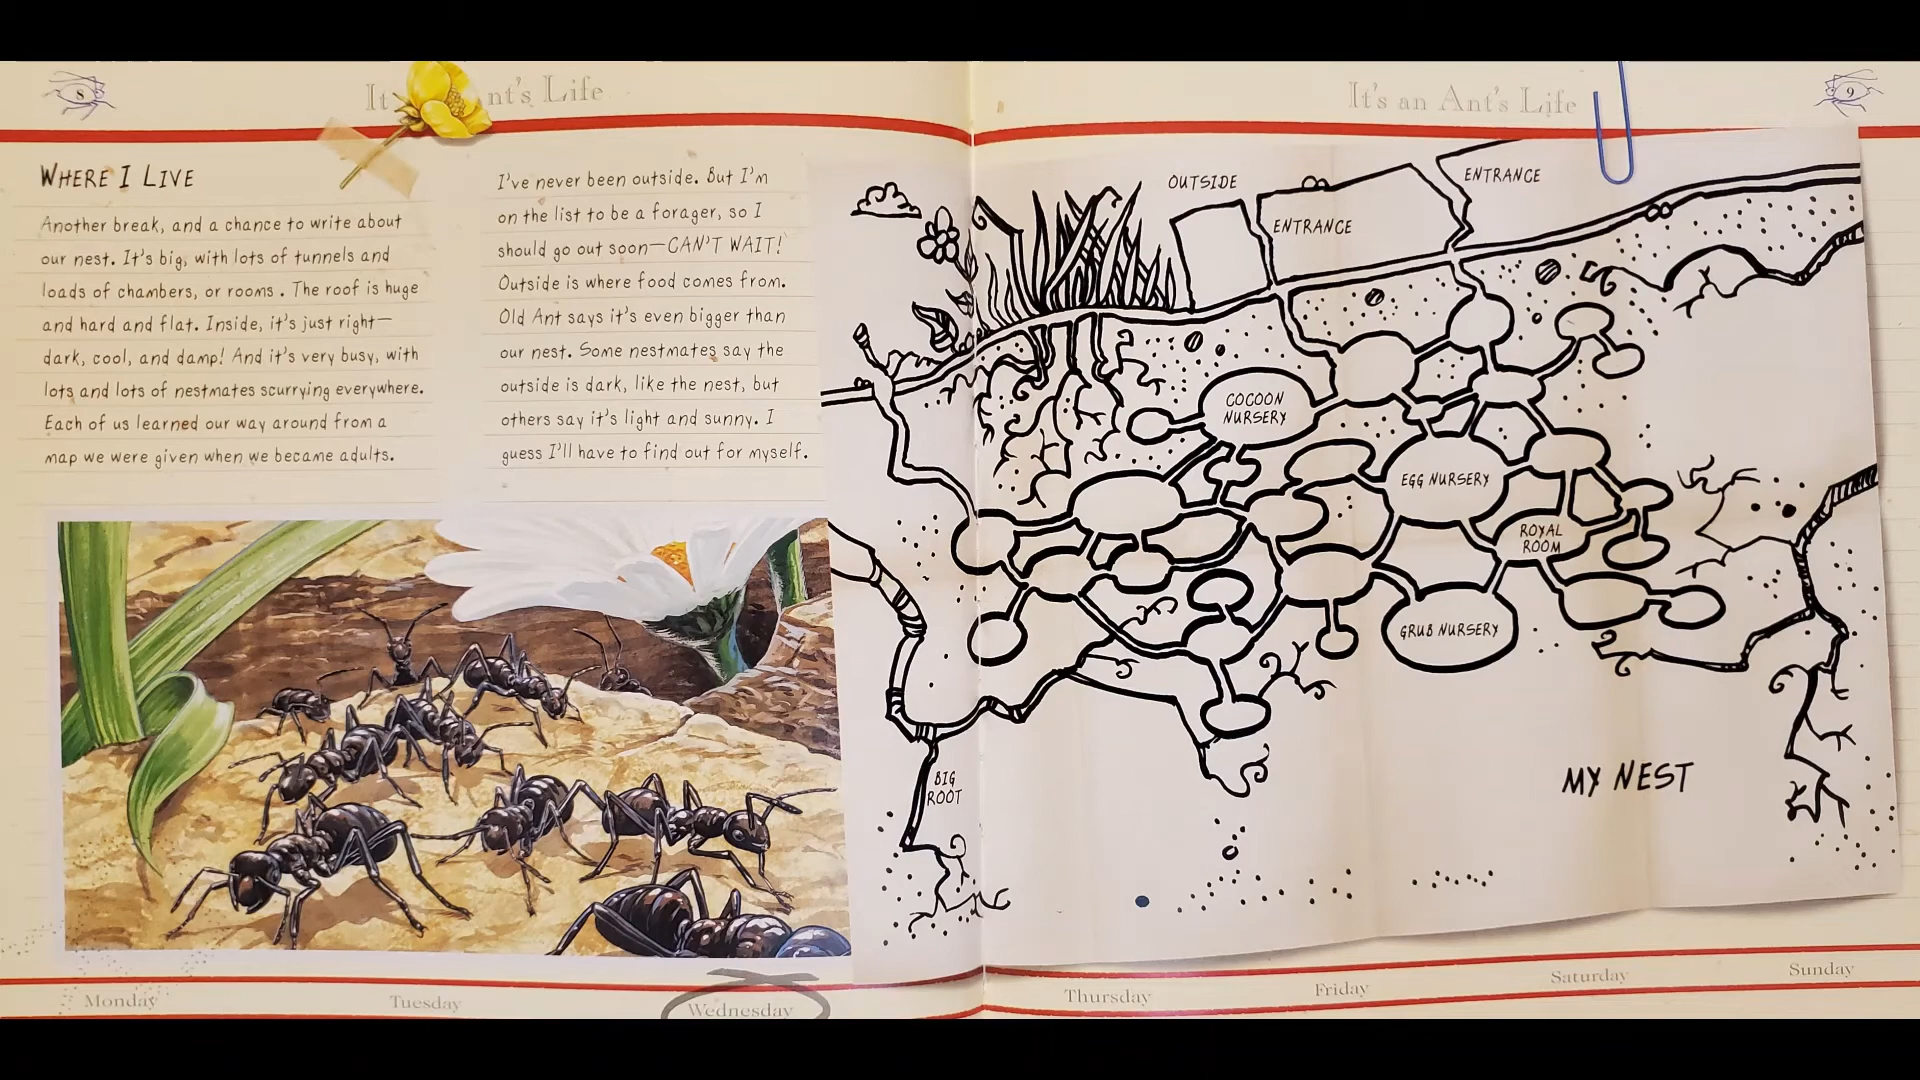 8
It nt's Life
WHERE I LIVE
Another break, and a chance to write about
our nest. It's big, with lots of tunnels and
loads of chambers, or rooms. The roof is huge
and hard and flat. Inside, it's just right—
dark, cool, and damp! And it's very busy, with
lots and lots of nestmates scurrying everywhere.
Each of us learned our way around from a
map we were given when we became adults.
I've never been outside. But I'm
on the list to be a forager, so I
should go out soon—CAN'T WAIT!
Outside is where food comes from.
Old Ant says it's even bigger than
our nest. Some nestmates say the
outside is dark, like the nest, but
others say it's light and sunny. I
guess I'll have to find out for myself.
Monday
Tuesday
Wednesday
It's an Ant's Life
9
OUTSIDE
ENTRANCE
ENTRANCE
COCOON
NURSERY
EGG NURSERY
ROYAL
ROOM
GRUB NURSERY
BIG
ROOT
MY NEST
Thursday
Friday
Saturday
Sunday